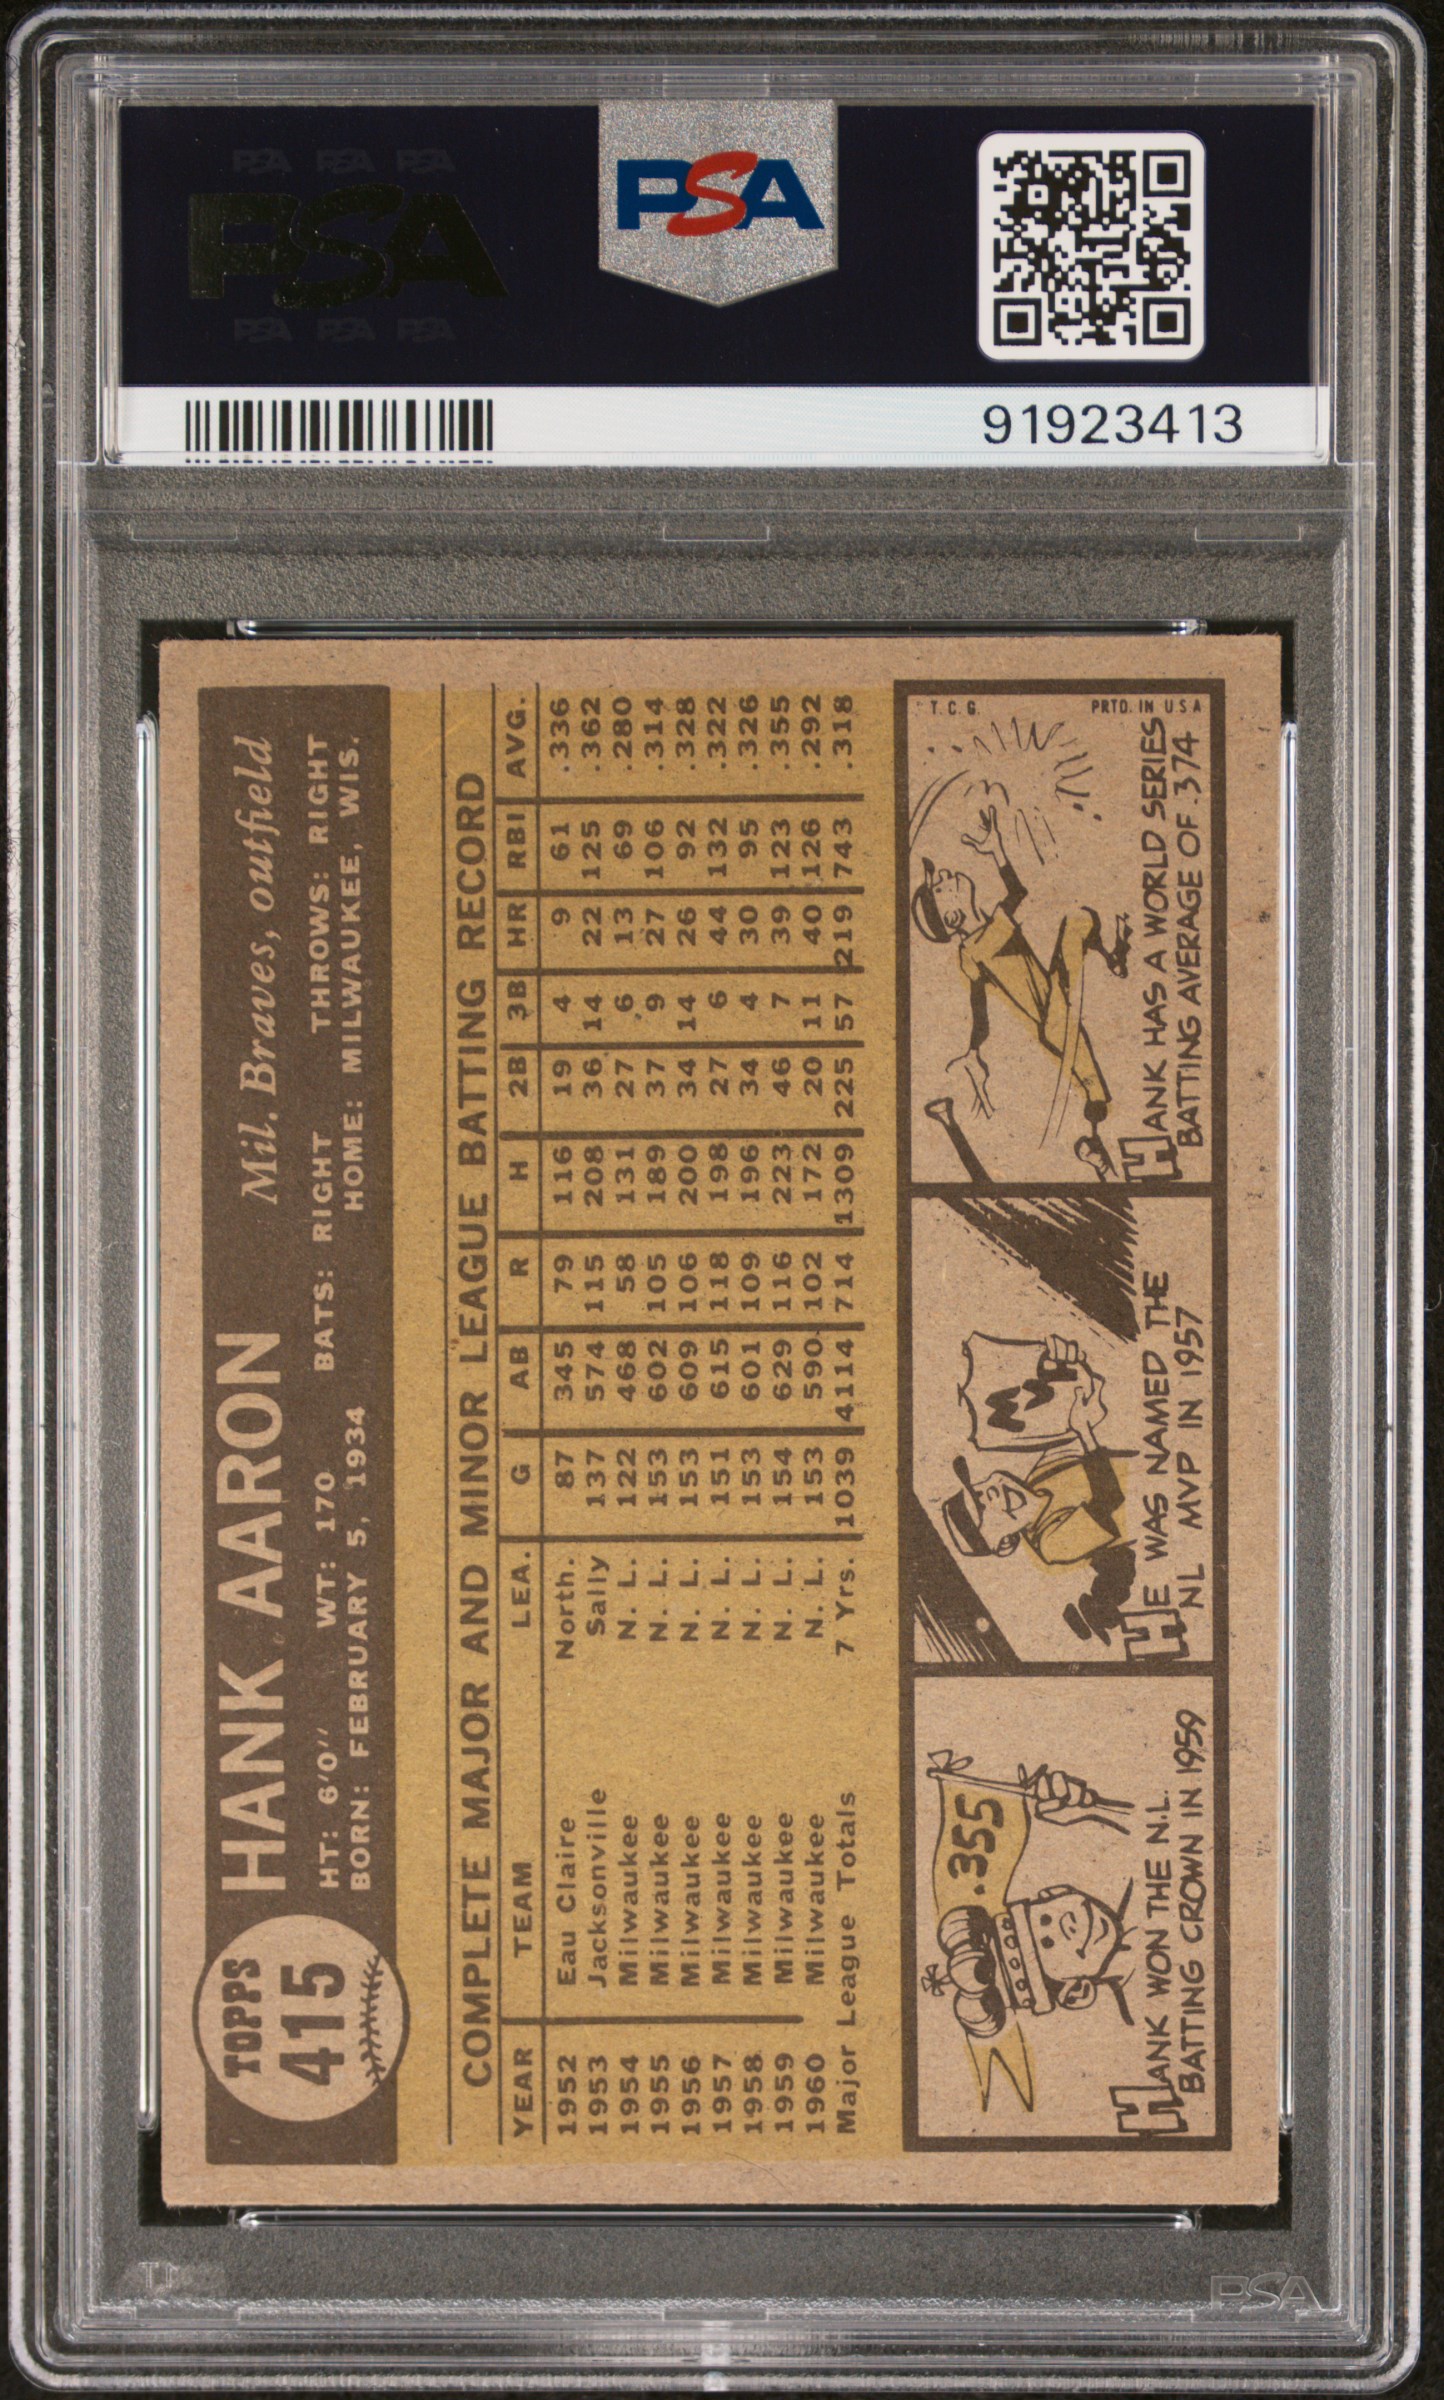 PSA PSA PSA
PSA
PSA PSA PSA
PSA
91923413
TOPPS
415
HANK AARON Mil. Braves, outfield
HT: 6'0" WT: 170 BATS: RIGHT THROWS: RIGHT
BORN: FEBRUARY 5, 1934 HOME: MILWAUKEE, WIS.
COMPLETE MAJOR AND MINOR LEAGUE BATTING RECORD
YEAR TEAM LEA. G AB R H 2B 3B HR RBI AVG.
1952 Eau Claire North. 87 345 79 116 19 4 9 61 .336
1953 Jacksonville Sally 137 574 115 208 36 14 22 125 .362
1954 Milwaukee N. L. 122 468 58 131 27 6 13 69 .280
1955 Milwaukee N. L. 153 602 105 189 37 9 27 106 .314
1956 Milwaukee N. L. 153 609 106 200 34 14 26 92 .328
1957 Milwaukee N. L. 151 615 118 198 27 6 44 132 .322
1958 Milwaukee N. L. 153 601 109 196 34 4 30 95 .326
1959 Milwaukee N. L. 154 629 116 223 46 7 39 123 .355
1960 Milwaukee N. L. 153 590 102 172 20 11 40 126 .292
Major League Totals 7 Yrs. 1039 4114 714 1309 225 57 219 743 .318
.355
HANK WON THE N.L.
BATTING CROWN IN 1959
MVP
HE WAS NAMED THE
NL MVP IN 1957
T.C.G.
PRTD. IN USA
HANK HAS A WORLD SERIES
BATTING AVERAGE OF .374
PSA